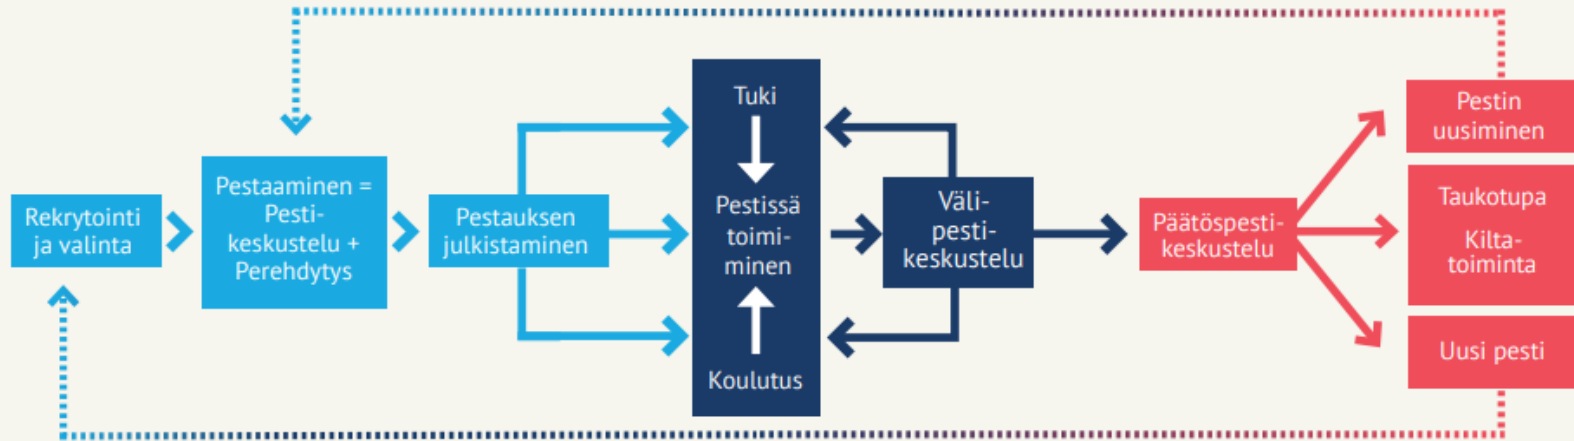 Rekrytointi
ja valinta
Pestaaminen =
Pesti-
keskustelu +
Perehdytys
Pestauksen
julkistaminen
Tuki
Pestissä
toimi-
minen
Koulutus
Väli-
pesti-
keskustelu
Päätöspesti-
keskustelu
Pestin
uusiminen
Taukotupa
Kilta-
toiminta
Uusi pesti